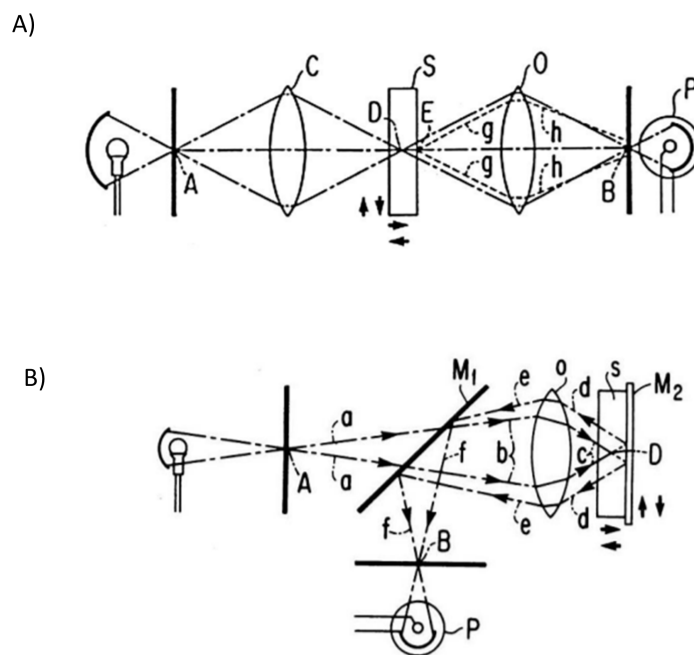 A)
C S O P
D E g h
g h
A B
B)
M1 e o d s M2
a b c D
a f
A e d
f B
P